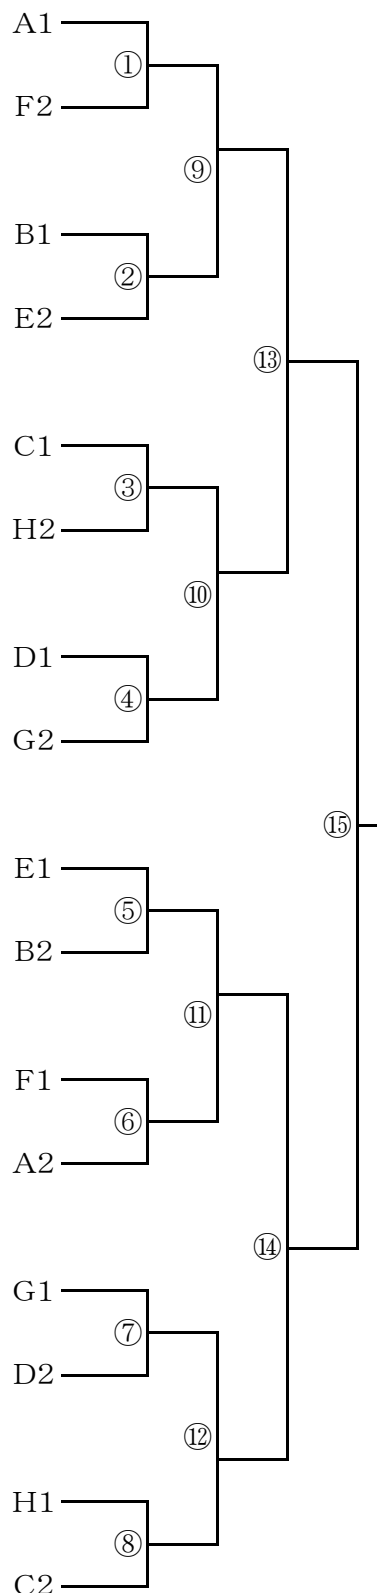 A1
①
F2
⑨
B1
②
E2
⑬
C1
③
H2
⑩
D1
④
G2
⑮
E1
⑤
B2
⑪
F1
⑥
A2
⑭
G1
⑦
D2
⑫
H1
⑧
C2